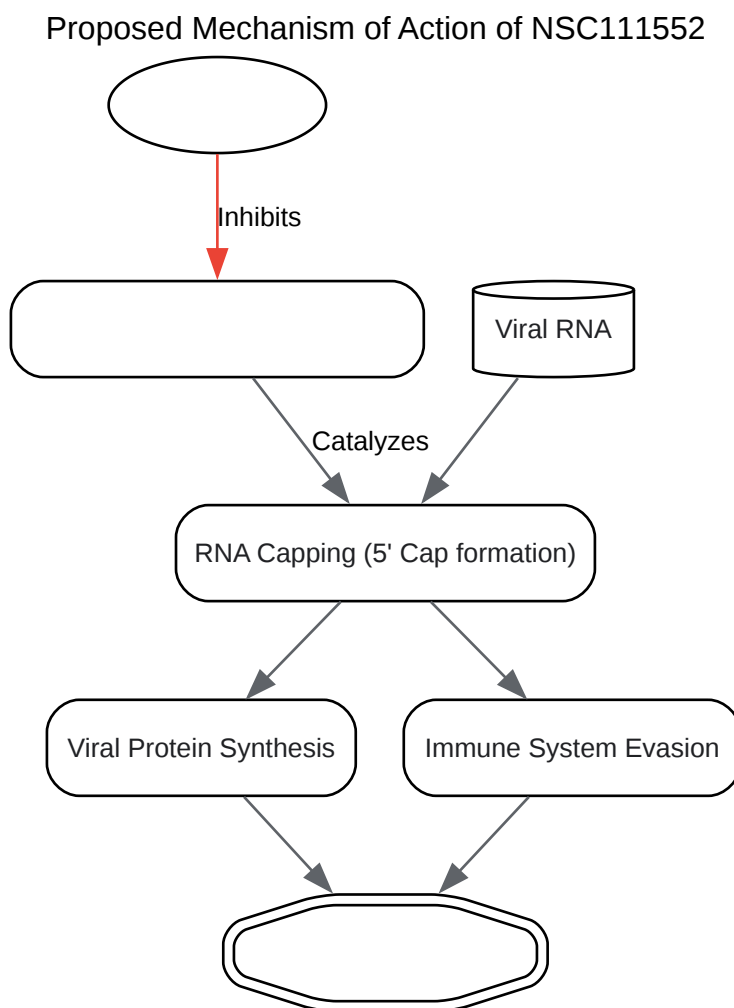 Proposed Mechanism of Action of NSC111552
Inhibits
Viral RNA
Catalyzes
RNA Capping (5' Cap formation)
Viral Protein Synthesis
Immune System Evasion